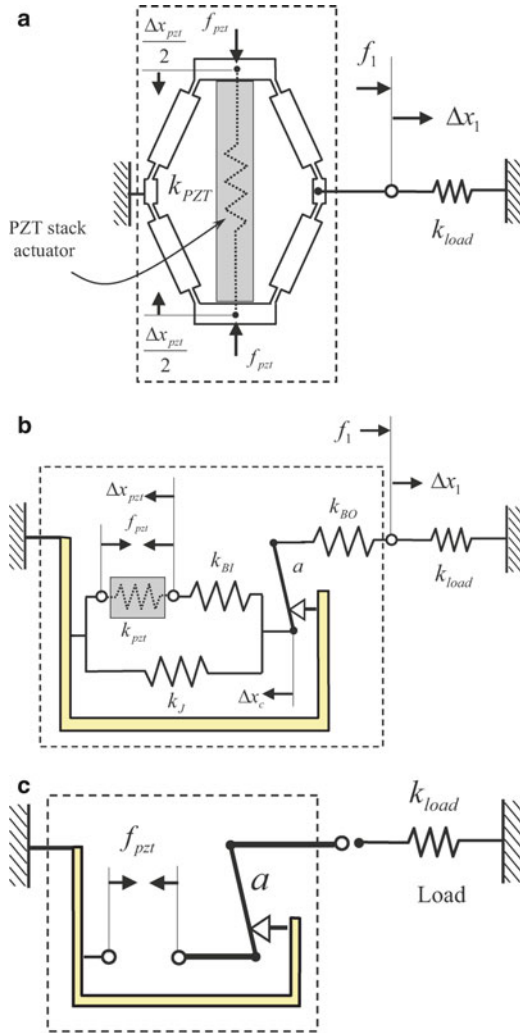 a
Δx_pzt
2
f_pzt
f_1
Δx_1
k_PZT
k_load
PZT stack
actuator
Δx_pzt
2
f_pzt
b
f_1
Δx_pzt
Δx_1
f_pzt
k_BO
k_BI
a
k_load
k_pzt
k_J
Δx_c
c
k_load
f_pzt
a
Load